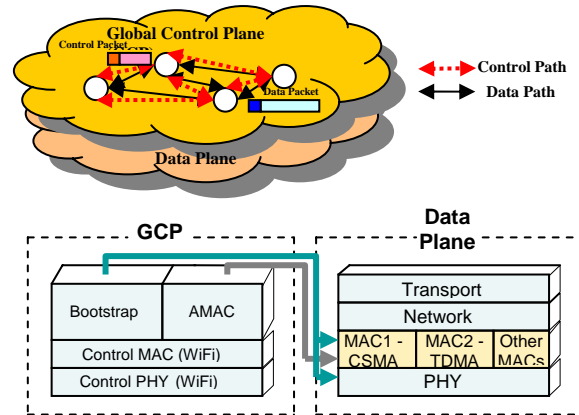 Global Control Plane
Control Packet
Control Path
Data Packet
Data Path
Data Plane
GCP
Data
Plane
Bootstrap
AMAC
Control MAC (WiFi)
Control PHY (WiFi)
Transport
Network
MAC1 -
CSMA
MAC2 -
TDMA
Other
MACs
PHY